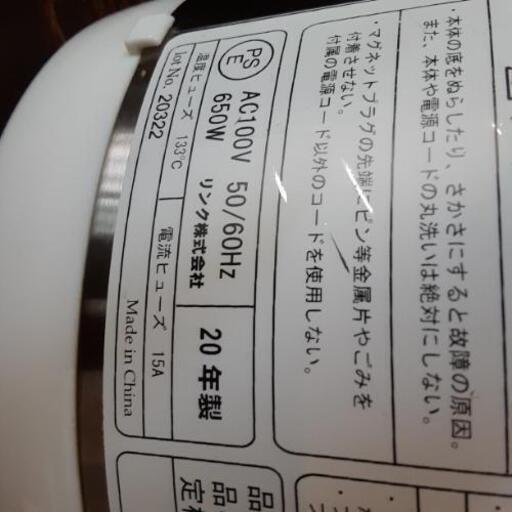 ・本体の底をぬらしたり、さかさにすると故障の原因。
また、本体や電源コードの丸洗いは絶対にしない。
・マグネットプラグの先端にピン等金属片やごみを
付着させない。
付属の電源コード以外のコードを使用しない。
PS
E
AC100V 50/60Hz
650W リンク株式会社
20年製
温度ヒューズ 133℃ 電流ヒューズ 15A
Lot No. 20322 Made in China
品
品
定格